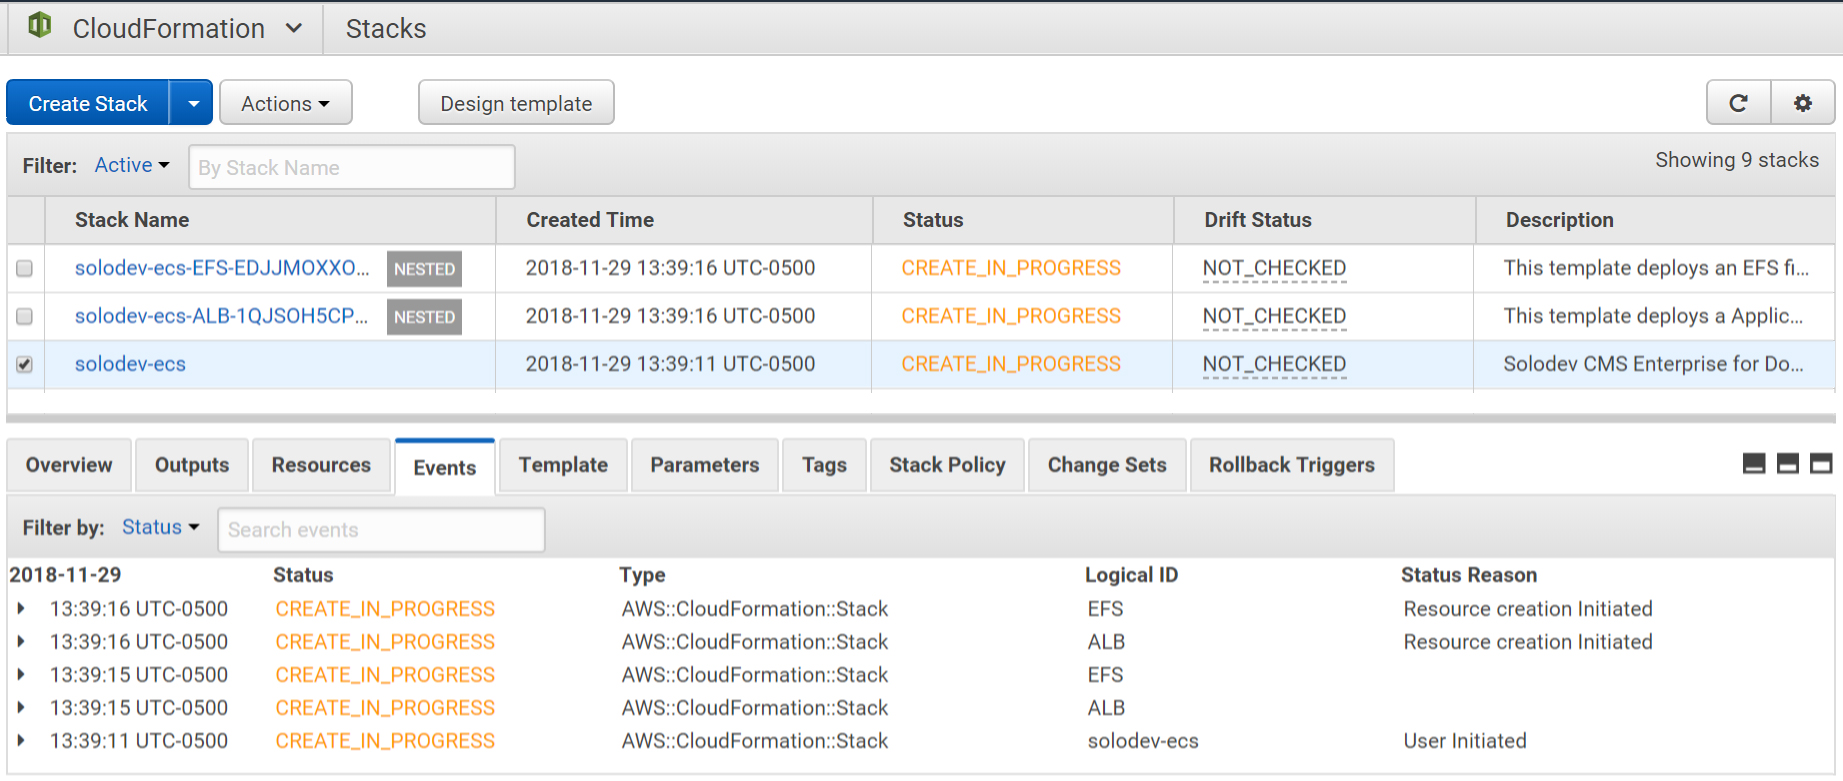 CloudFormation Stacks
Create Stack Actions Design template
Filter: Active By Stack Name Showing 9 stacks
Stack Name Created Time Status Drift Status Description
solodev-ecs-EFS-EDJJMOXXO... NESTED 2018-11-29 13:39:16 UTC-0500 CREATE_IN_PROGRESS NOT_CHECKED This template deploys an EFS fi...
solodev-ecs-ALB-1QJSOH5CP... NESTED 2018-11-29 13:39:16 UTC-0500 CREATE_IN_PROGRESS NOT_CHECKED This template deploys a Applic...
solodev-ecs 2018-11-29 13:39:11 UTC-0500 CREATE_IN_PROGRESS NOT_CHECKED Solodev CMS Enterprise for Do...
Overview Outputs Resources Events Template Parameters Tags Stack Policy Change Sets Rollback Triggers
Filter by: Status Search events
2018-11-29 Status Type Logical ID Status Reason
13:39:16 UTC-0500 CREATE_IN_PROGRESS AWS::CloudFormation::Stack EFS Resource creation Initiated
13:39:16 UTC-0500 CREATE_IN_PROGRESS AWS::CloudFormation::Stack ALB Resource creation Initiated
13:39:15 UTC-0500 CREATE_IN_PROGRESS AWS::CloudFormation::Stack EFS
13:39:15 UTC-0500 CREATE_IN_PROGRESS AWS::CloudFormation::Stack ALB
13:39:11 UTC-0500 CREATE_IN_PROGRESS AWS::CloudFormation::Stack solodev-ecs User Initiated